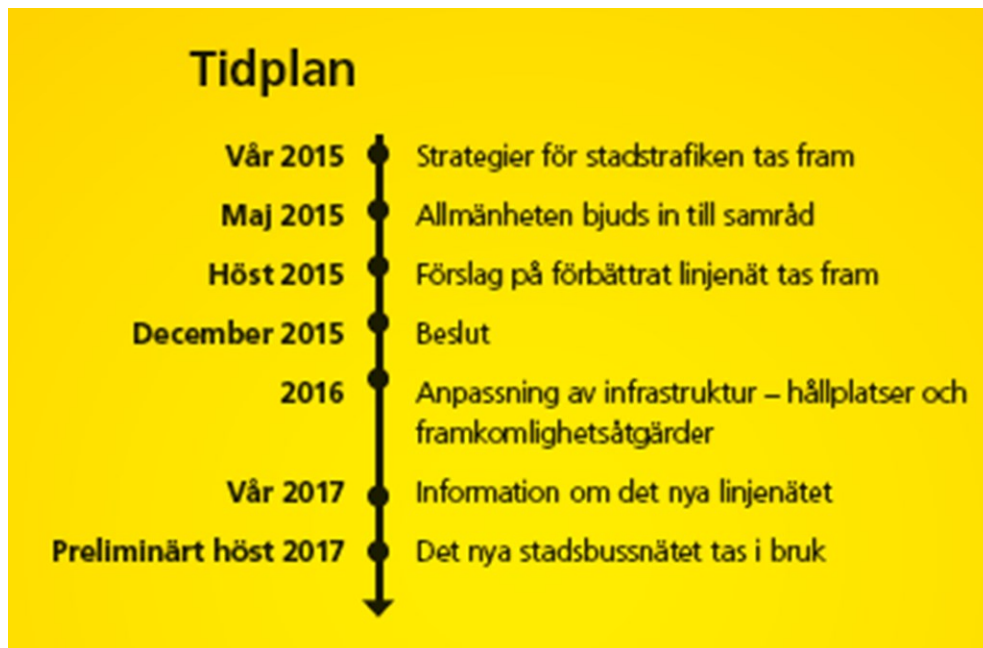 Tidplan
Vår 2015 Strategier för stadstrafiken tas fram
Maj 2015 Allmänheten bjuds in till samråd
Höst 2015 Förslag på förbättrat linjenät tas fram
December 2015 Beslut
2016 Anpassning av infrastruktur – hållplatser och
framkomlighetsåtgärder
Vår 2017 Information om det nya linjenätet
Preliminärt höst 2017 Det nya stadsbussnätet tas i bruk